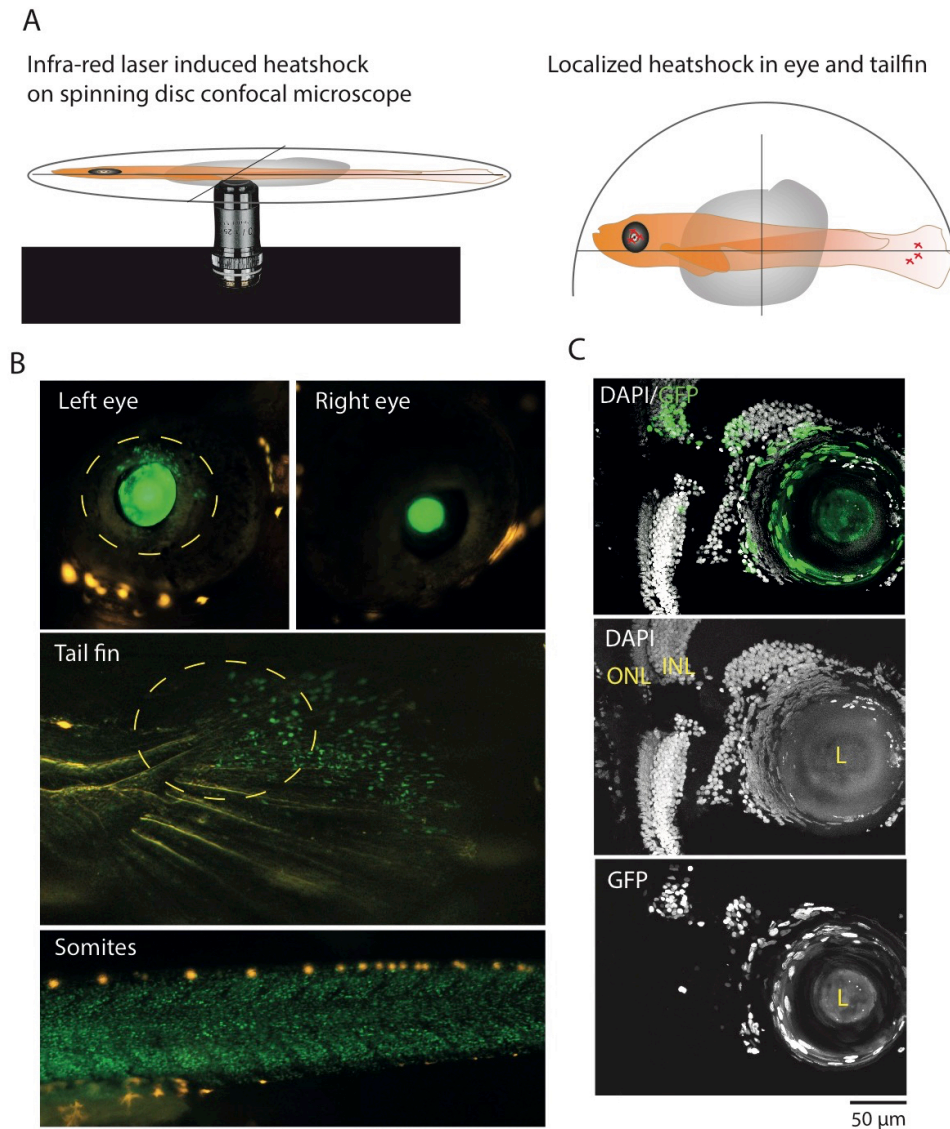 A
Infra-red laser induced heatshock
on spinning disc confocal microscope
Localized heatshock in eye and tailfin
B
Left eye
Right eye
Tail fin
Somites
C
DAPI/GFP
DAPI
ONL
INL
L
GFP
L
50 μm